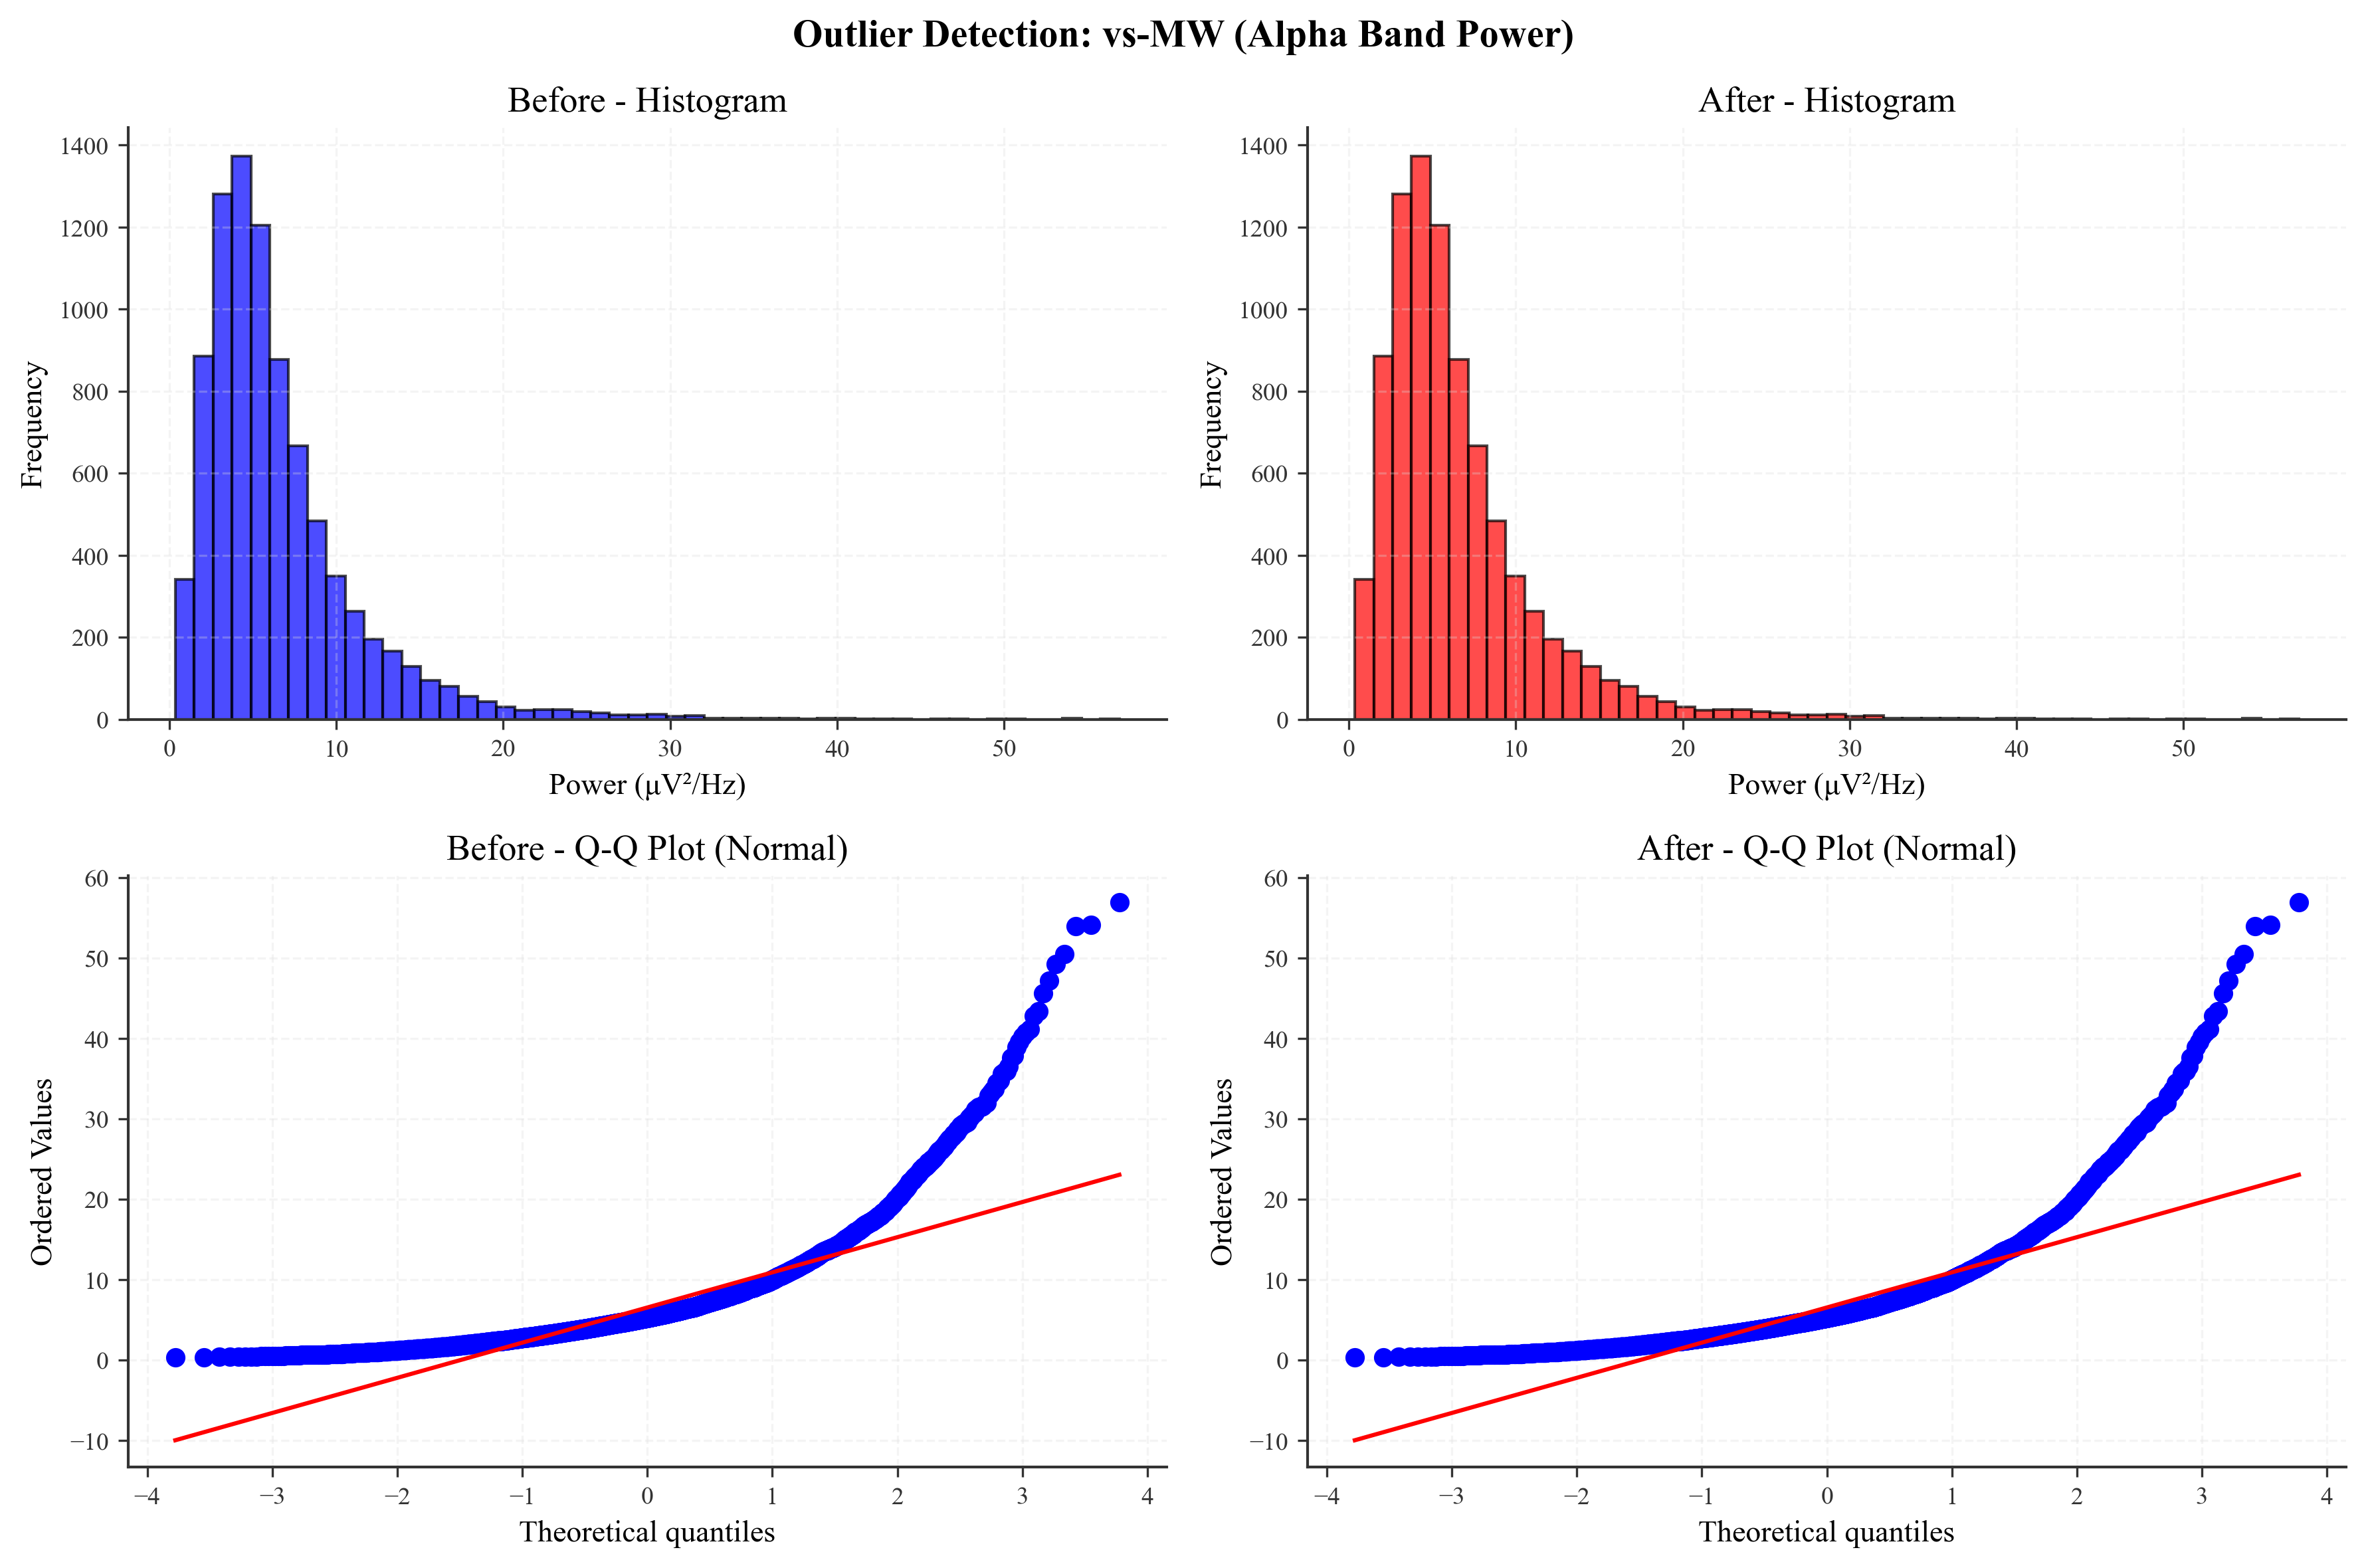 Outlier Detection: vs-MW (Alpha Band Power)
Before - Histogram
1400
1200
1000
800
600
400
200
0
Frequency
0 10 20 30 40 50
Power (μV²/Hz)
After - Histogram
1400
1200
1000
800
600
400
200
0
Frequency
0 10 20 30 40 50
Power (μV²/Hz)
Before - Q-Q Plot (Normal)
60
50
40
30
20
10
0
−10
Ordered Values
−4 −3 −2 −1 0 1 2 3 4
Theoretical quantiles
After - Q-Q Plot (Normal)
60
50
40
30
20
10
0
−10
Ordered Values
−4 −3 −2 −1 0 1 2 3 4
Theoretical quantiles